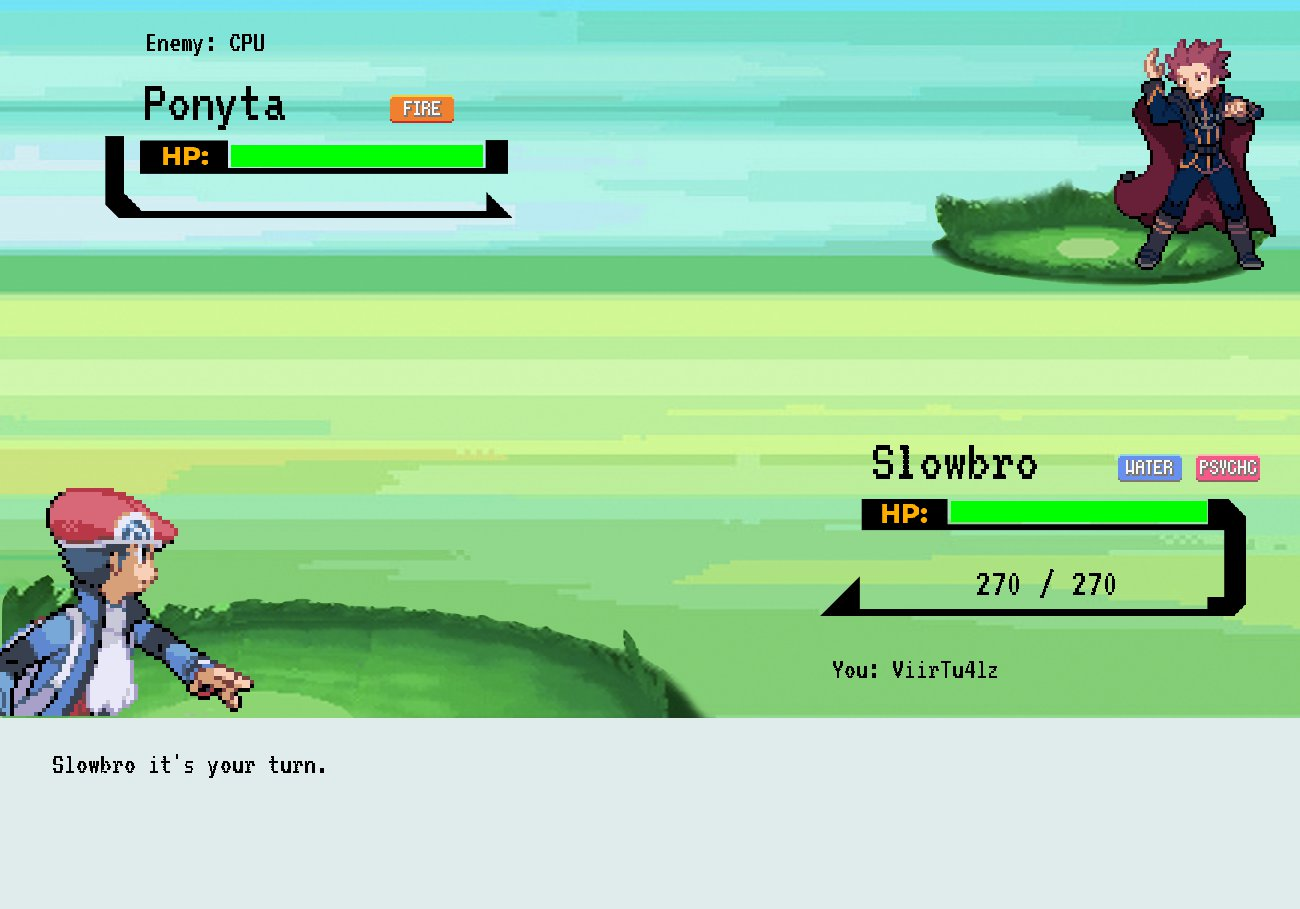 Enemy: CPU
Ponyta FIRE
HP:
Slowbro WATER PSYCHC
HP:
270 / 270
You: ViirTu4lz
Slowbro it's your turn.